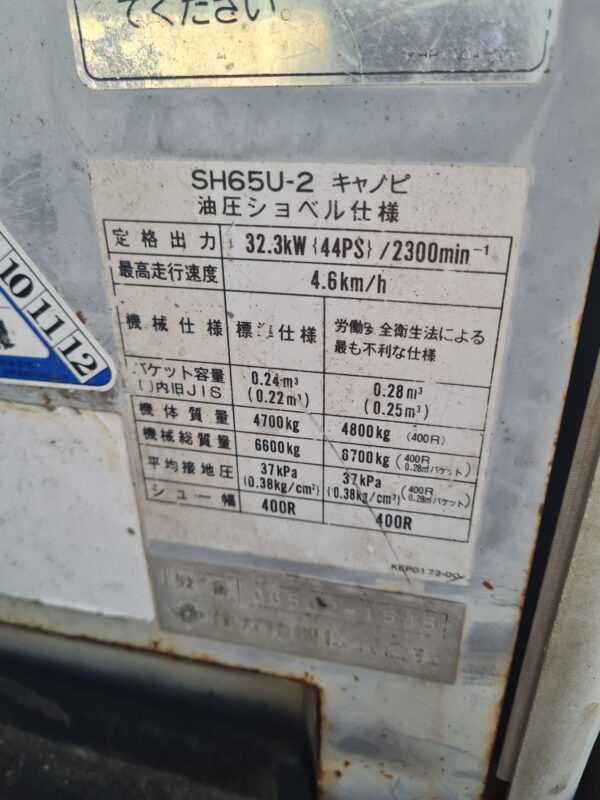 てください。
SH65U-2 キャノピ
油圧ショベル仕様
定格出力 32.3kW {44PS} /2300min⁻¹
最高走行速度 4.6km/h
機械仕様 標準仕様 労働安全衛生法による最も不利な仕様
バケット容量 ( )内旧JIS 0.24m³ (0.22m³) 0.28m³ (0.25m³)
機体質量 4700kg 4800kg (400R)
機械総質量 6600kg 6700kg (400R 0.28m³バケット)
平均接地圧 37kPa {0.38kg/cm²} 37kPa {0.38kg/cm²} (400R 0.28m³バケット)
シュー幅 400R 400R
10 11 12